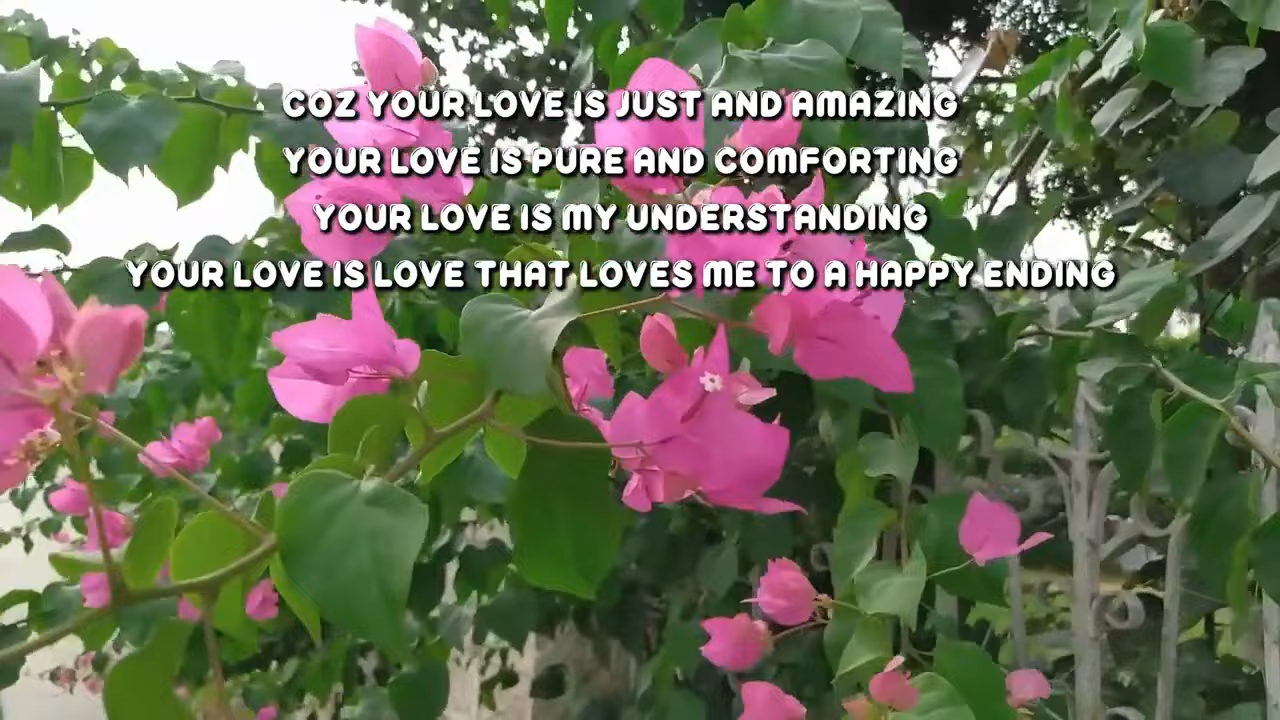 COZ YOUR LOVE IS JUST AND AMAZING
YOUR LOVE IS PURE AND COMFORTING
YOUR LOVE IS MY UNDERSTANDING
YOUR LOVE IS LOVE THAT LOVES ME TO A HAPPY ENDING